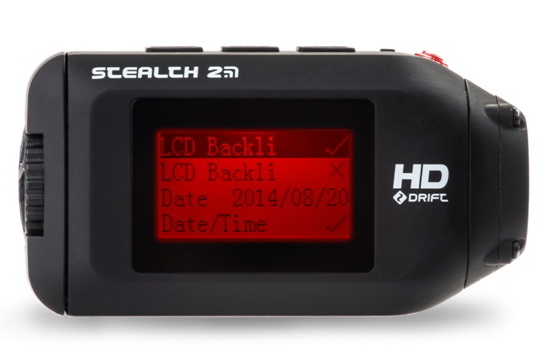 STEALTH 2
LCD Backli ✓
LCD Backli ×
Date 2014/08/20
Date/Time ✓
HD
DRIFT